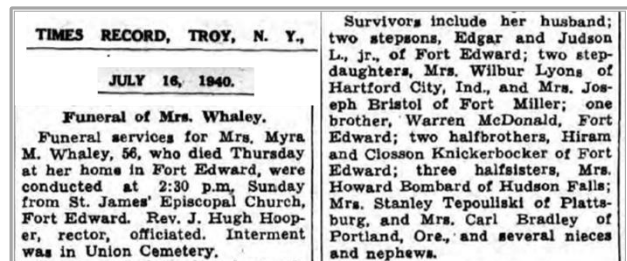 TIMES RECORD, TROY, N. Y.,
JULY 16, 1940.
Funeral of Mrs. Whaley.
Funeral services for Mrs. Myra
M. Whaley, 56, who died Thursday
at her home in Fort Edward, were
conducted at 2:30 p.m. Sunday
from St. James' Episcopal Church,
Fort Edward. Rev. J. Hugh Hoop-
er, rector, officiated. Interment
was in Union Cemetery.
Survivors include her husband;
two stepsons, Edgar and Judson
L., jr., of Fort Edward; two step-
daughters, Mrs. Wilbur Lyons of
Hartford City, Ind., and Mrs. Jos-
eph Bristol of Fort Miller; one
brother, Warren McDonald, Fort
Edward; two halfbrothers, Hiram
and Closson Knickerbocker of Fort
Edward; three halfsisters, Mrs.
Howard Bombard of Hudson Falls;
Mrs. Stanley Tepouliski of Platts-
burg, and Mrs. Carl Bradley of
Portland, Ore., and several nieces
and nephews.